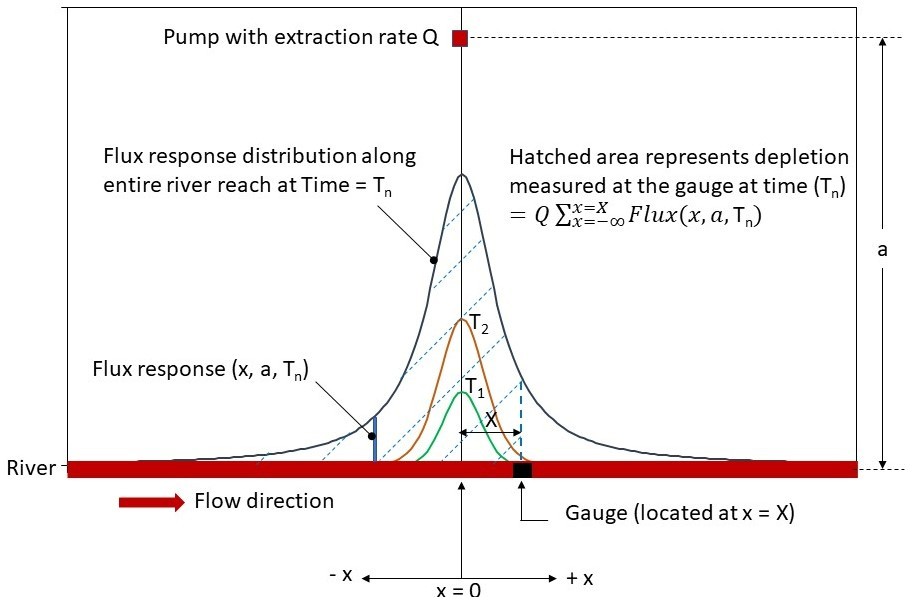 Pump with extraction rate Q
Flux response distribution along
entire river reach at Time = Tₙ
Hatched area represents depletion
measured at the gauge at time (Tₙ)
= Q ∑ₓ₌₋∞ˣ⁼ˣ Flux(x, a, Tₙ)
a
T₂
Flux response (x, a, Tₙ)
T₁
X
River
Flow direction
Gauge (located at x = X)
- x
+ x
x = 0